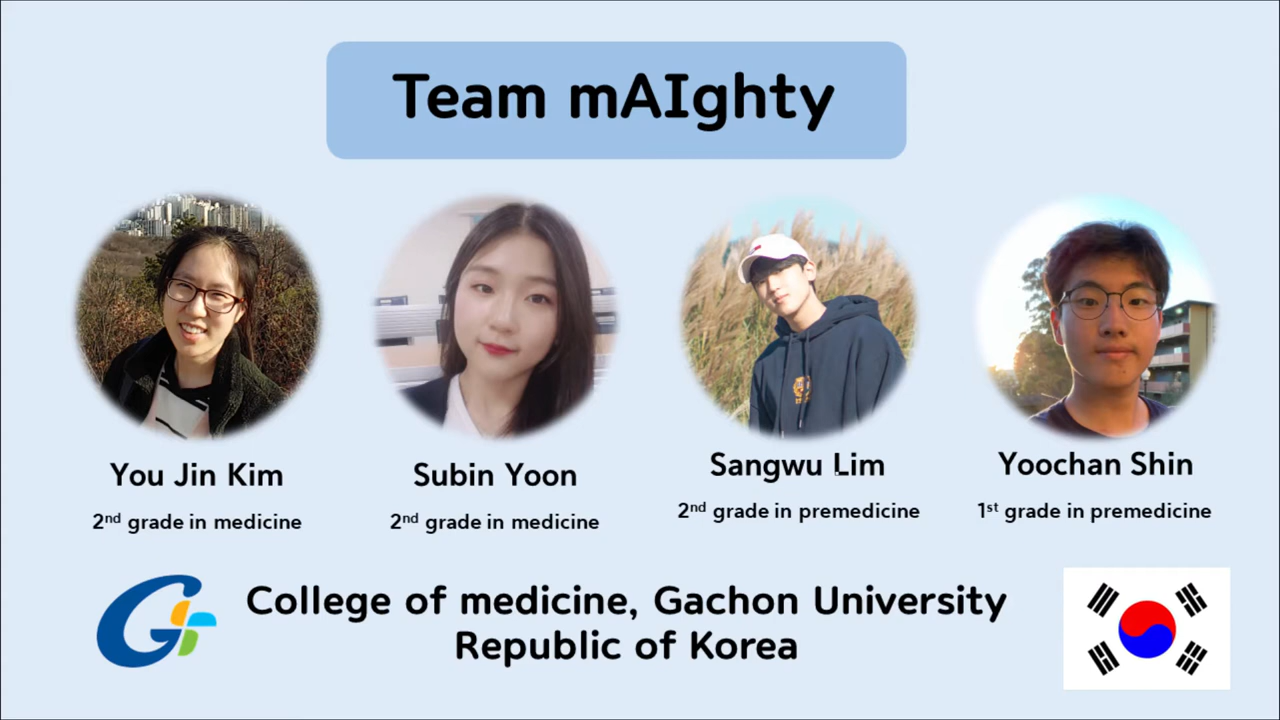 Team mAIghty
You Jin Kim
2nd grade in medicine
Subin Yoon
2nd grade in medicine
Sangwu Lim
2nd grade in premedicine
Yoochan Shin
1st grade in premedicine
College of medicine, Gachon University
Republic of Korea